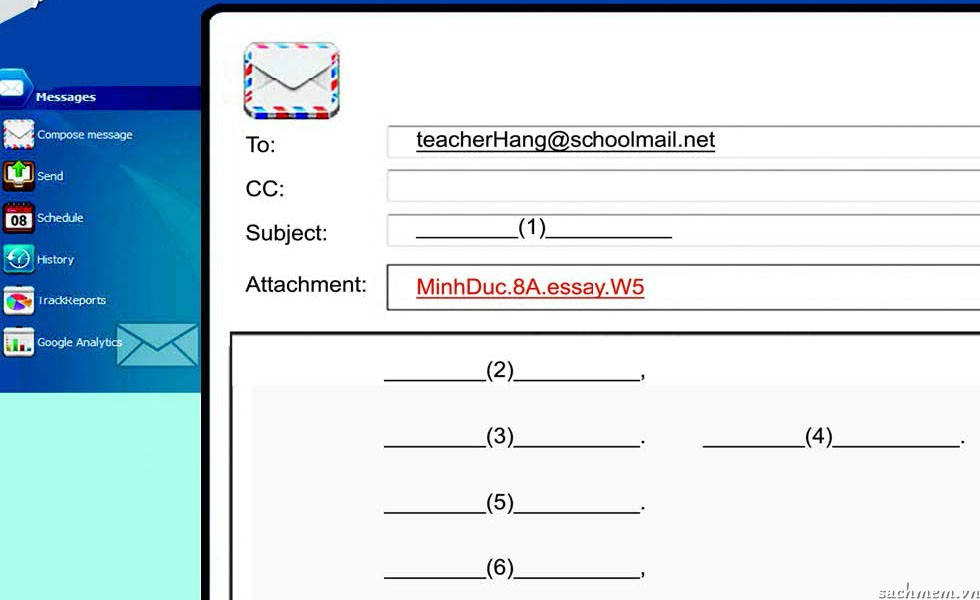 Messages
Compose message
Send
08
Schedule
History
TrackReports
Google Analytics
To: teacherHang@schoolmail.net
CC:
Subject: ________(1)__________
Attachment: MinhDuc.8A.essay.W5
________(2)__________,
________(3)__________. ________(4)__________.
________(5)__________.
________(6)__________,
sachmem.vn